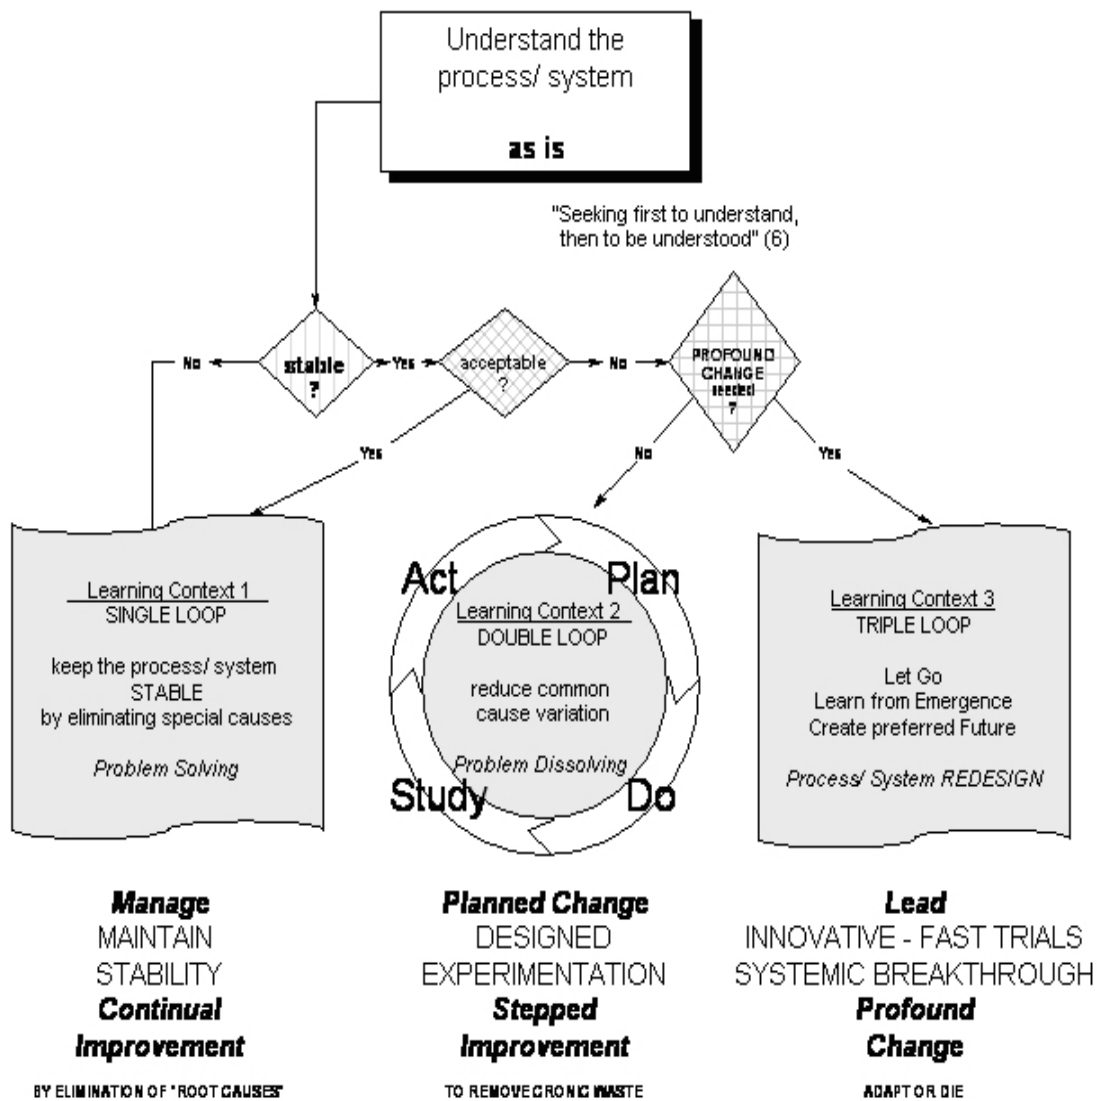 Understand the
process/ system
as is
"Seeking first to understand,
then to be understood" (6)
No
stable
?
Yes
acceptable
?
No
PROFOUND
CHANGE
needed
?
Yes
No
Yes
Learning Context 1
SINGLE LOOP
keep the process/ system
STABLE
by eliminating special causes
Problem Solving
Act
Plan
Learning Context 2
DOUBLE LOOP
reduce common
cause variation
Problem Dissolving
Study
Do
Learning Context 3
TRIPLE LOOP
Let Go
Learn from Emergence
Create preferred Future
Process/ System REDESIGN
Manage
MAINTAIN
STABILITY
Continual
Improvement
BY ELIMINATION OF "ROOT CAUSES"
Planned Change
DESIGNED
EXPERIMENTATION
Stepped
Improvement
TO REMOVE CRONIC WASTE
Lead
INNOVATIVE - FAST TRIALS
SYSTEMIC BREAKTHROUGH
Profound
Change
ADAPT OR DIE